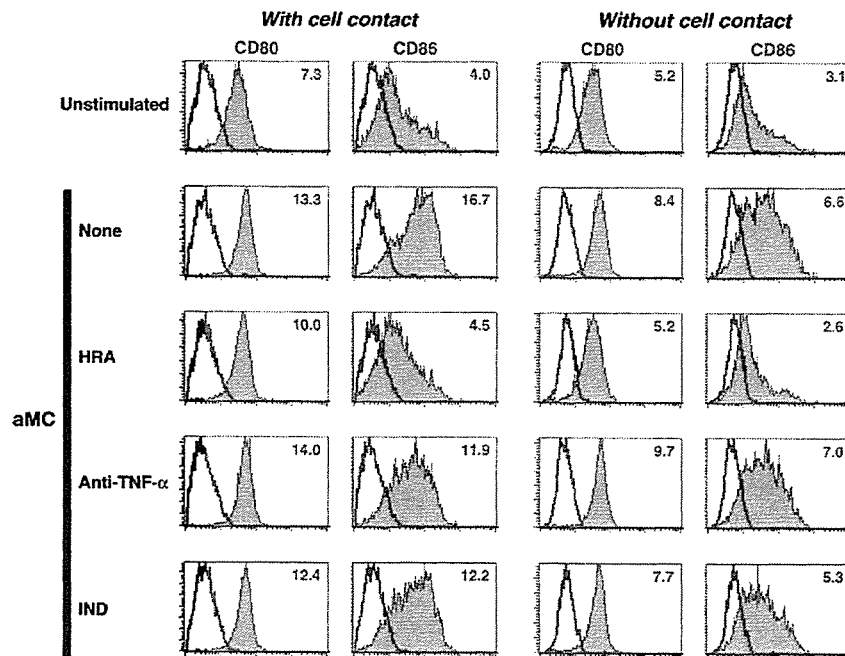 With cell contact Without cell contact
CD80 CD86 CD80 CD86
Unstimulated 7.3 4.0 5.2 3.1
None 13.3 16.7 8.4 6.6
HRA 10.0 4.5 5.2 2.6
aMC
Anti-TNF-α 14.0 11.9 9.7 7.0
IND 12.4 12.2 7.7 5.3